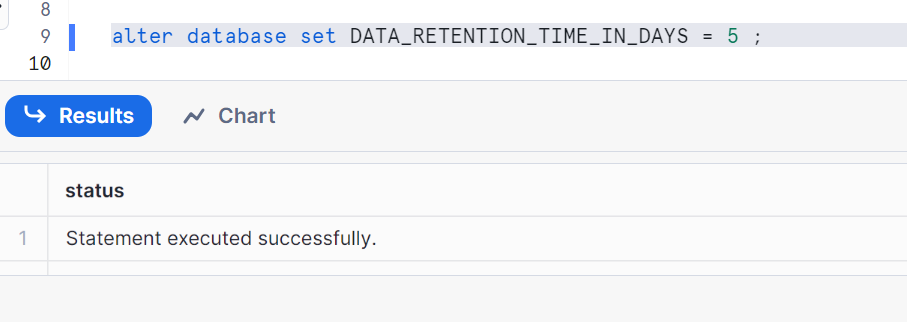 8
9 alter database set DATA_RETENTION_TIME_IN_DAYS = 5 ;
10
Results Chart
status
1 Statement executed successfully.